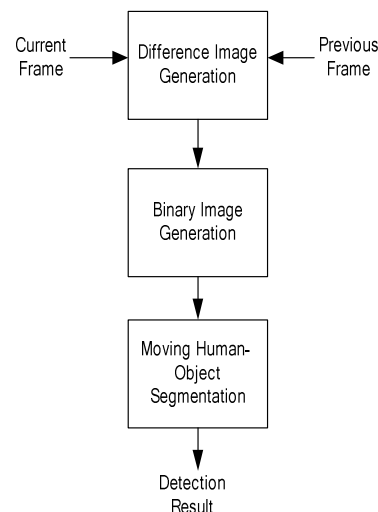 Current
Frame
Difference Image
Generation
Previous
Frame
Binary Image
Generation
Moving Human-
Object
Segmentation
Detection
Result